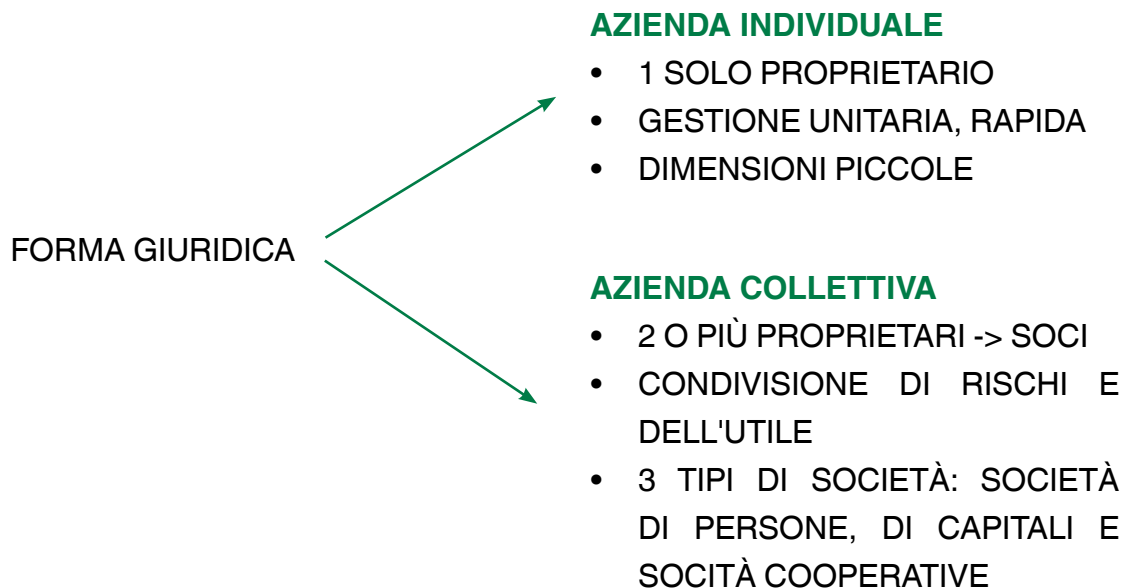 AZIENDA INDIVIDUALE
• 1 SOLO PROPRIETARIO
• GESTIONE UNITARIA, RAPIDA
• DIMENSIONI PICCOLE
FORMA GIURIDICA
AZIENDA COLLETTIVA
• 2 O PIÙ PROPRIETARI -> SOCI
• CONDIVISIONE DI RISCHI E
DELL'UTILE
• 3 TIPI DI SOCIETÀ: SOCIETÀ
DI PERSONE, DI CAPITALI E
SOCITÀ COOPERATIVE